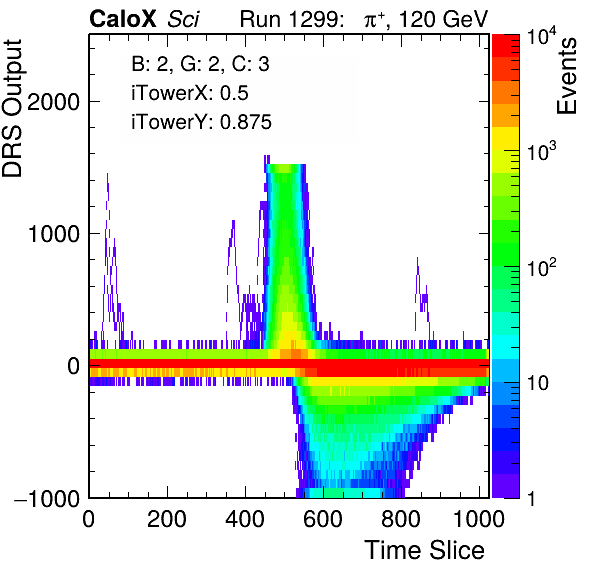 CaloX Sci Run 1299: π⁺, 120 GeV
B: 2, G: 2, C: 3
iTowerX: 0.5
iTowerY: 0.875
DRS Output
2000
1000
0
−1000
0 200 400 600 800 1000
Time Slice
Events
10⁴
10³
10²
10
1